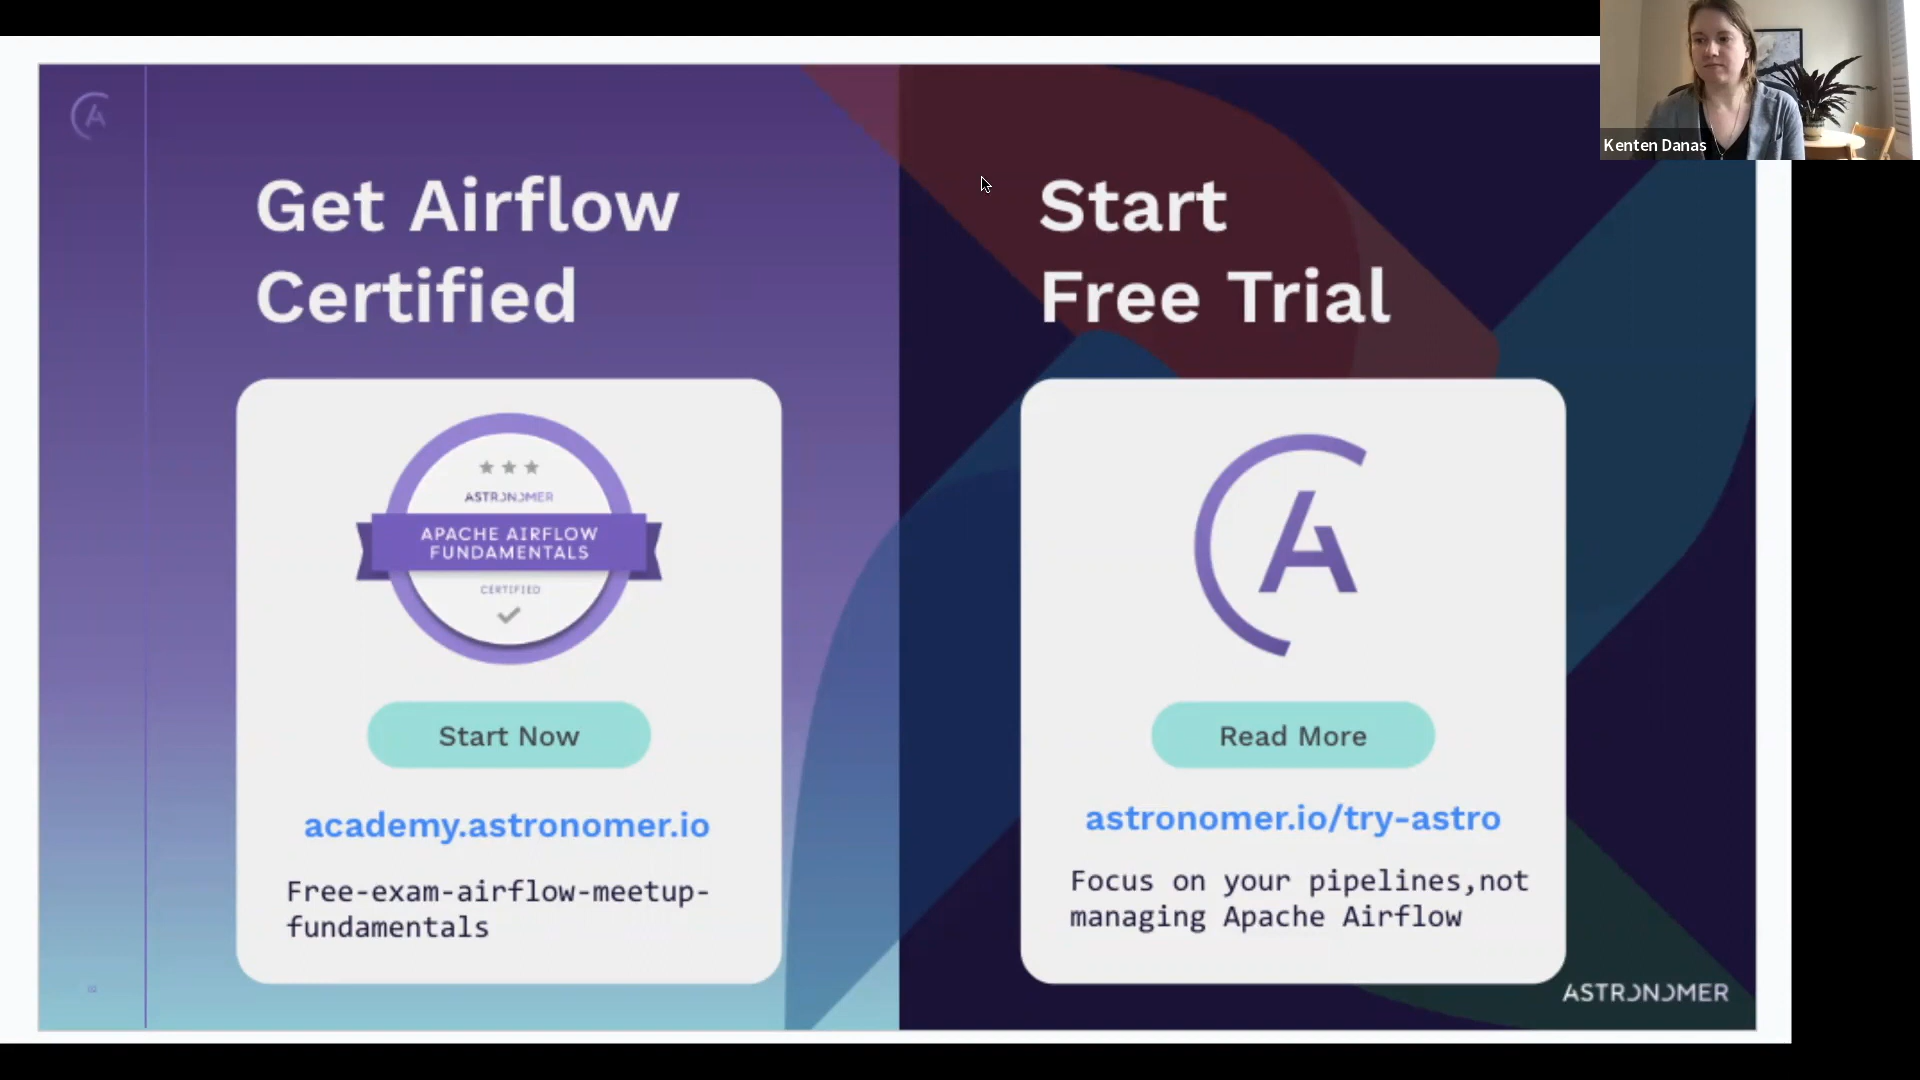 Kenten Danas
Get Airflow
Certified
ASTRONOMER
APACHE AIRFLOW
FUNDAMENTALS
CERTIFIED
Start Now
academy.astronomer.io
Free-exam-airflow-meetup-
fundamentals
Start
Free Trial
A
Read More
astronomer.io/try-astro
Focus on your pipelines,not
managing Apache Airflow
ASTRONOMER